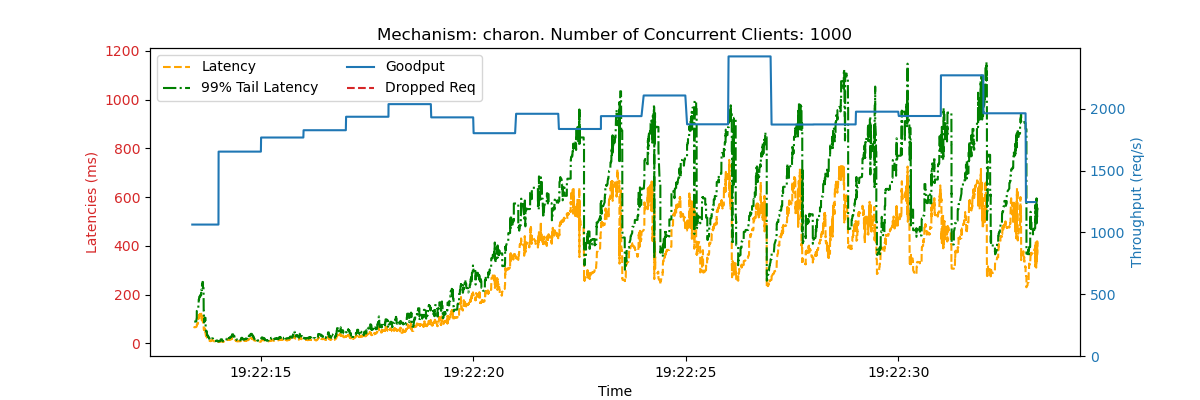 Mechanism: charon. Number of Concurrent Clients: 1000
Latency
99% Tail Latency
Goodput
Dropped Req
Latencies (ms)
1200
1000
800
600
400
200
0
Throughput (req/s)
2000
1500
1000
500
0
19:22:15
19:22:20
19:22:25
19:22:30
Time